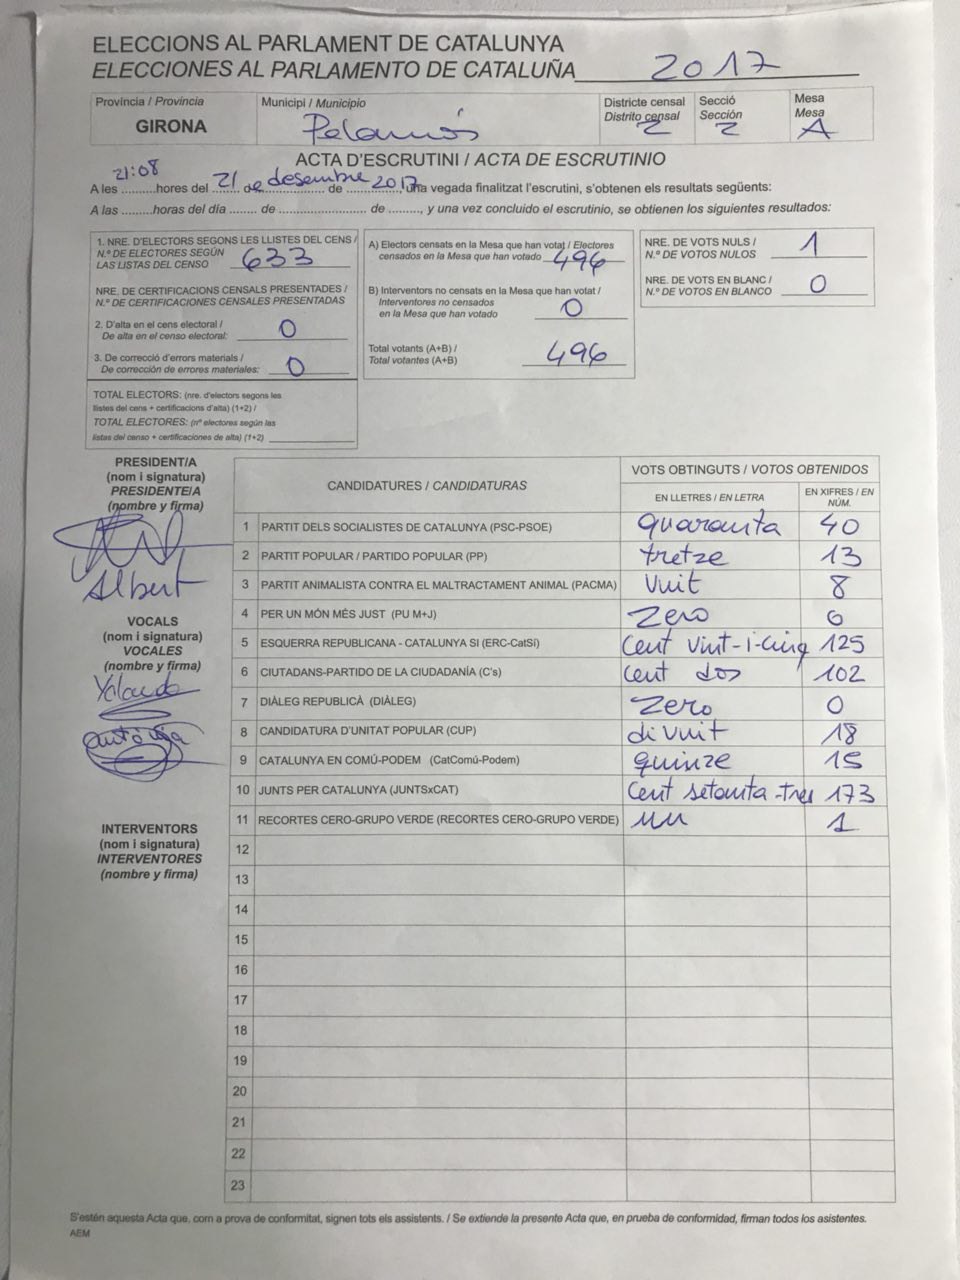 ELECCIONS AL PARLAMENT DE CATALUNYA
ELECCIONES AL PARLAMENTO DE CATALUÑA 2017
Província / Provincia
GIRONA
Municipi / Municipio
Palamós
Districte censal
Distrito censal
2
Secció
Sección
2
Mesa
Mesa
A
ACTA D'ESCRUTINI / ACTA DE ESCRUTINIO
21:08
A les .........hores del 21 de desembre de 2017, una vegada finalitzat l'escrutini, s'obtenen els resultats següents:
A las .........horas del día ........ de ........................ de ........, y una vez concluido el escrutinio, se obtienen los siguientes resultados:
1. NRE. D'ELECTORS SEGONS LES LLISTES DEL CENS /
N.º DE ELECTORES SEGÚN
LAS LISTAS DEL CENSO 633
NRE. DE CERTIFICACIONS CENSALS PRESENTADES /
N.º DE CERTIFICACIONES CENSALES PRESENTADAS
2. D'alta en el cens electoral /
De alta en el censo electoral: 0
3. De correcció d'errors materials /
De corrección de errores materiales: 0
TOTAL ELECTORS: (nre. d'electors segons les
llistes del cens + certificacions d'alta) (1+2) /
TOTAL ELECTORES: (nº electores según las
listas del censo + certificaciones de alta) (1+2)
A) Electors censats en la Mesa que han votat / Electores
censados en la Mesa que han votado 496
B) Interventors no censats en la Mesa que han votat /
Interventores no censados
en la Mesa que han votado 0
Total votants (A+B) /
Total votantes (A+B) 496
NRE. DE VOTS NULS /
N.º DE VOTOS NULOS 1
NRE. DE VOTS EN BLANC /
N.º DE VOTOS EN BLANCO 0
PRESIDENT/A
(nom i signatura)
PRESIDENTE/A
(nombre y firma)
Albert
VOCALS
(nom i signatura)
VOCALES
(nombre y firma)
Yolanda
Antònia
INTERVENTORS
(nom i signatura)
INTERVENTORES
(nombre y firma)
CANDIDATURES / CANDIDATURAS
VOTS OBTINGUTS / VOTOS OBTENIDOS
EN LLETRES / EN LETRA
EN XIFRES / EN NÚM.
1 PARTIT DELS SOCIALISTES DE CATALUNYA (PSC-PSOE) quaranta 40
2 PARTIT POPULAR / PARTIDO POPULAR (PP) tretze 13
3 PARTIT ANIMALISTA CONTRA EL MALTRACTAMENT ANIMAL (PACMA) Vuit 8
4 PER UN MÓN MÉS JUST (PU M+J) Zero 0
5 ESQUERRA REPUBLICANA - CATALUNYA SI (ERC-CatSí) Cent vint-i-cinq 125
6 CIUTADANS-PARTIDO DE LA CIUDADANÍA (C's) Cent dos 102
7 DIÀLEG REPUBLICÀ (DIÀLEG) Zero 0
8 CANDIDATURA D'UNITAT POPULAR (CUP) divuit 18
9 CATALUNYA EN COMÚ-PODEM (CatComú-Podem) quinze 15
10 JUNTS PER CATALUNYA (JUNTSxCAT) Cent setanta-tres 173
11 RECORTES CERO-GRUPO VERDE (RECORTES CERO-GRUPO VERDE) un 1
12
13
14
15
16
17
18
19
20
21
22
23
S'estén aquesta Acta que, com a prova de conformitat, signen tots els assistents. / Se extiende la presente Acta que, en prueba de conformidad, firman todos los asistentes.
AEM